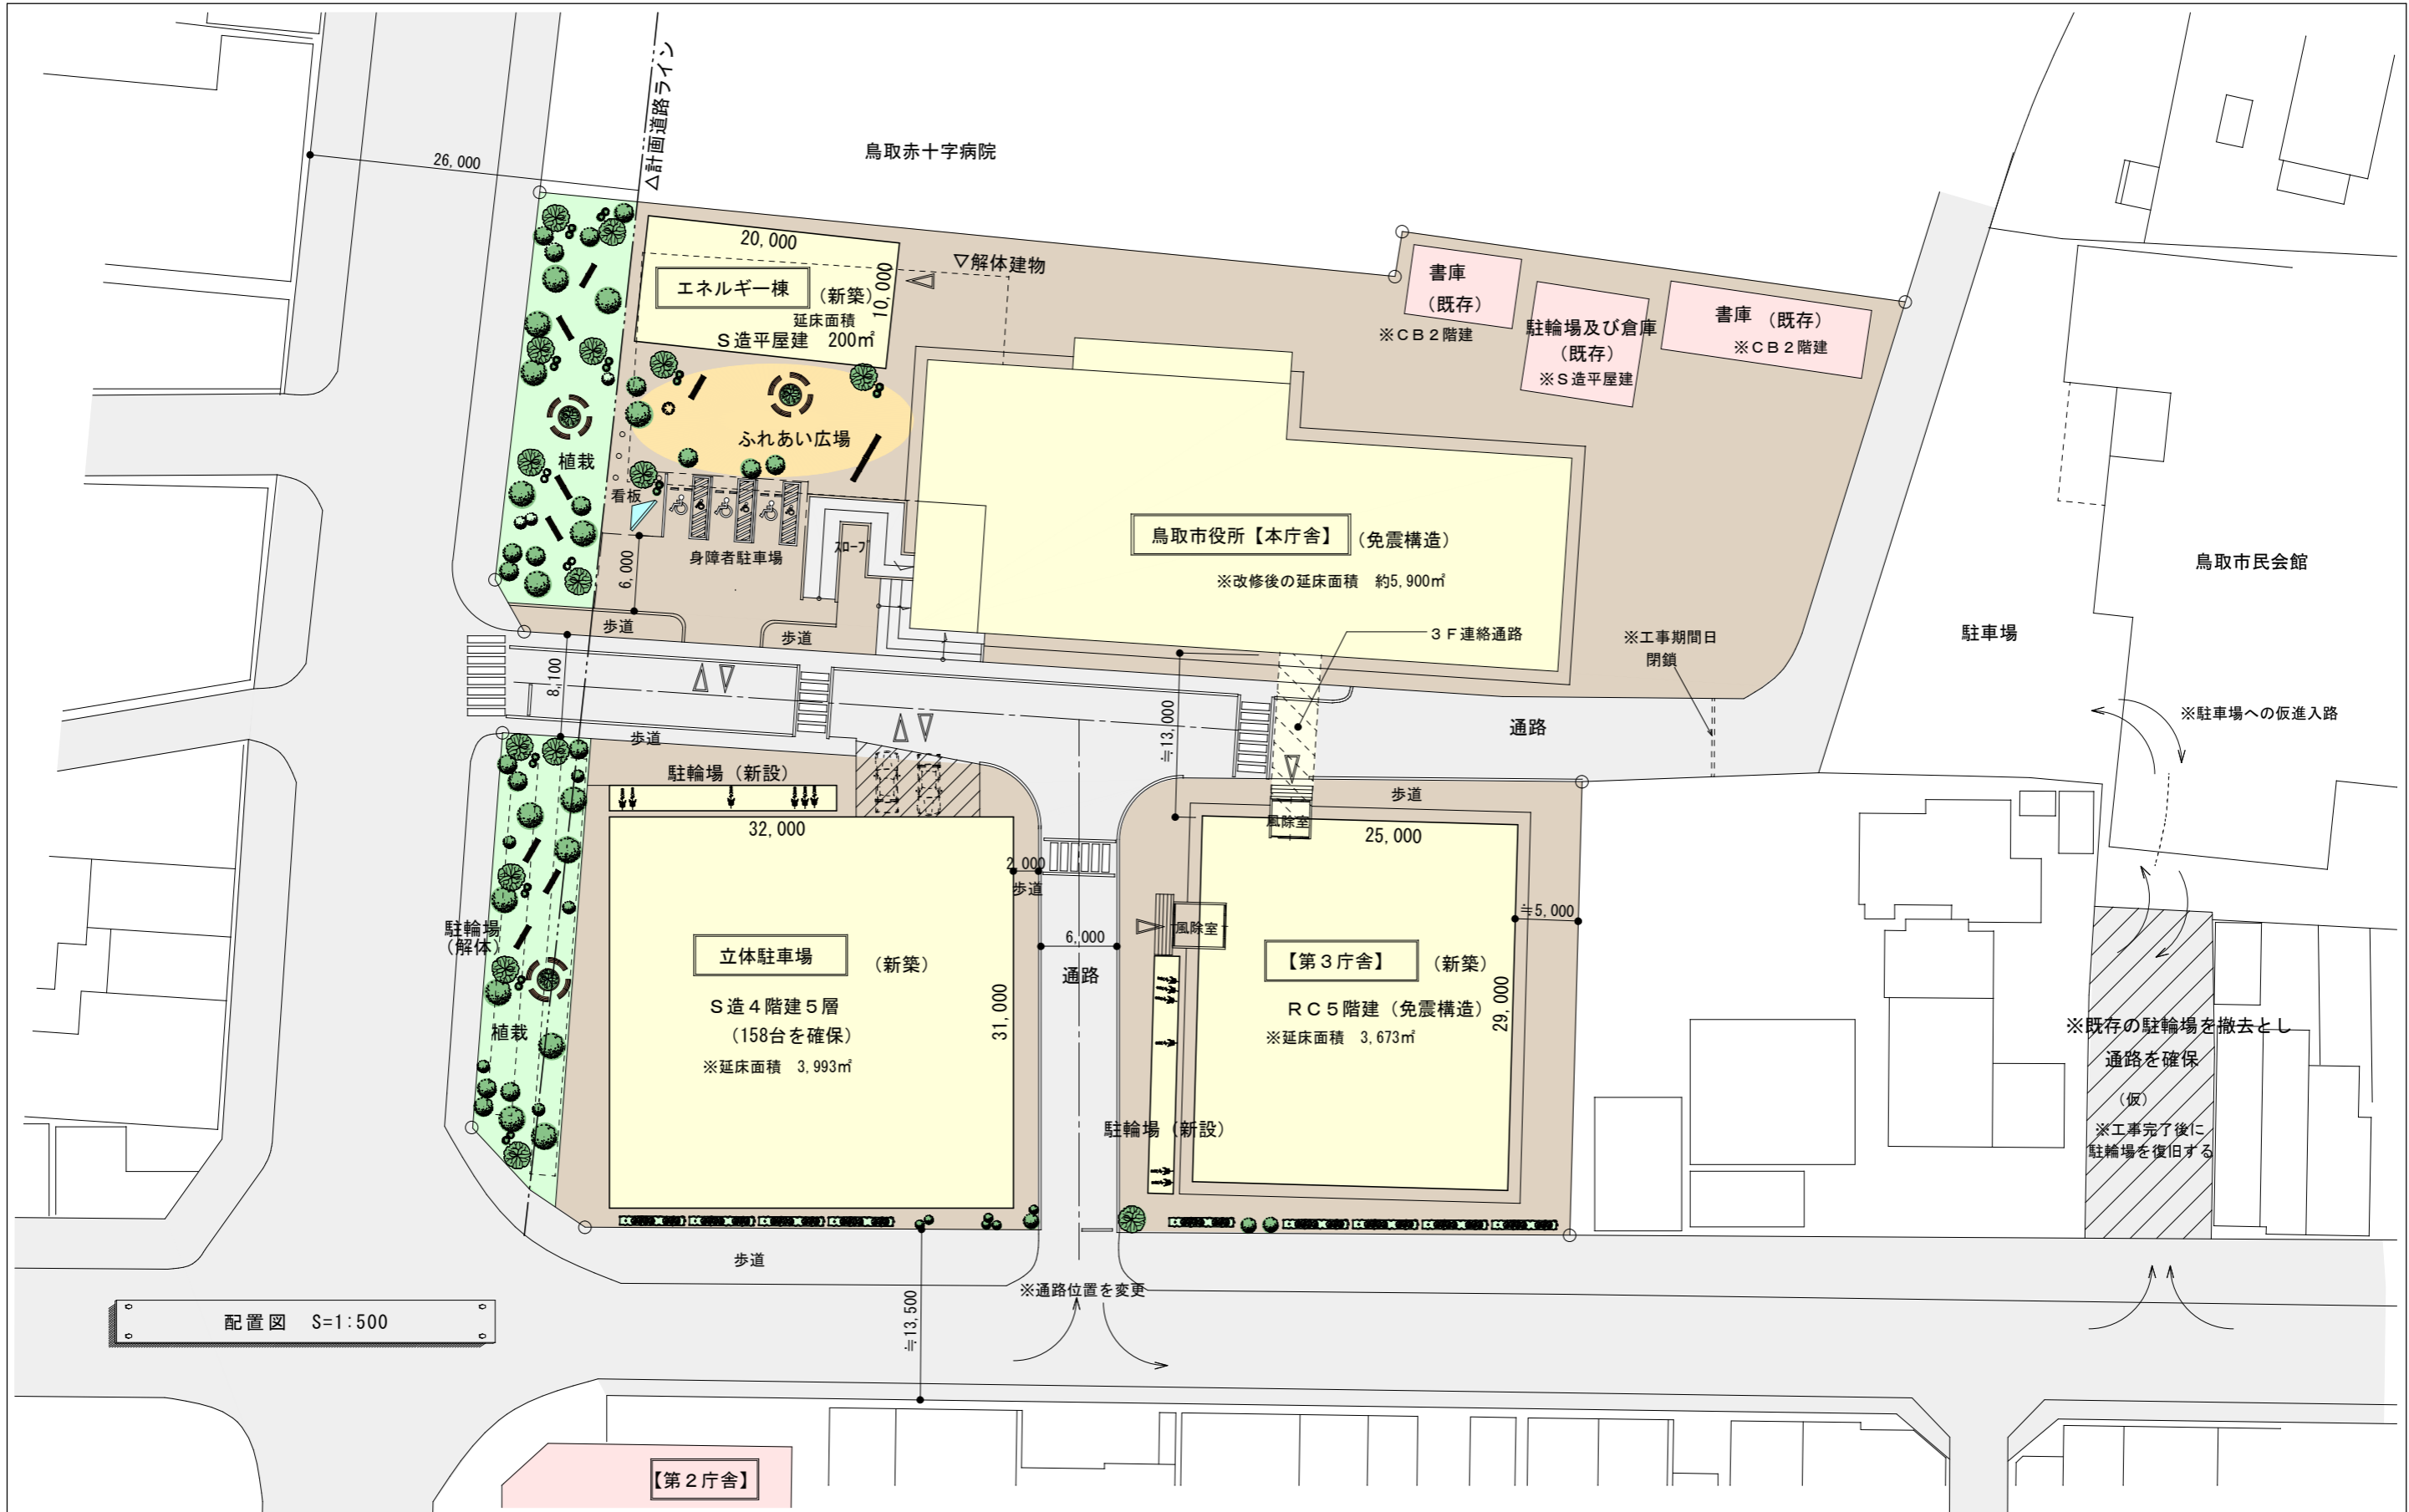 △計画道路ライン
鳥取赤十字病院
26,000
20,000
▽解体建物
エネルギー棟
(新築)
10,000
延床面積
S造平屋建 200㎡
書庫
(既存)
※CB2階建
駐輪場及び倉庫
(既存)
※S造平屋建
書庫 (既存)
※CB2階建
ふれあい広場
植栽
看板
身障者駐車場
スロープ
6,000
鳥取市役所【本庁舎】
(免震構造)
※改修後の延床面積 約5,900㎡
鳥取市民会館
歩道
歩道
3F連絡通路
※工事期間日
閉鎖
駐車場
8,100
≒13,000
通路
※駐車場への仮進入路
歩道
駐輪場(新設)
歩道
風除室
32,000
25,000
2,000
歩道
駐輪場
(解体)
風除室
≒5,000
6,000
立体駐車場
(新築)
通路
【第3庁舎】
(新築)
S造4階建5層
(158台を確保)
※延床面積 3,993㎡
31,000
RC5階建(免震構造)
※延床面積 3,673㎡
29,000
植栽
※既存の駐輪場を撤去とし
通路を確保
(仮)
※工事完了後に
駐輪場を復旧する
駐輪場(新設)
歩道
※通路位置を変更
≒13,500
配置図 S=1:500
【第2庁舎】